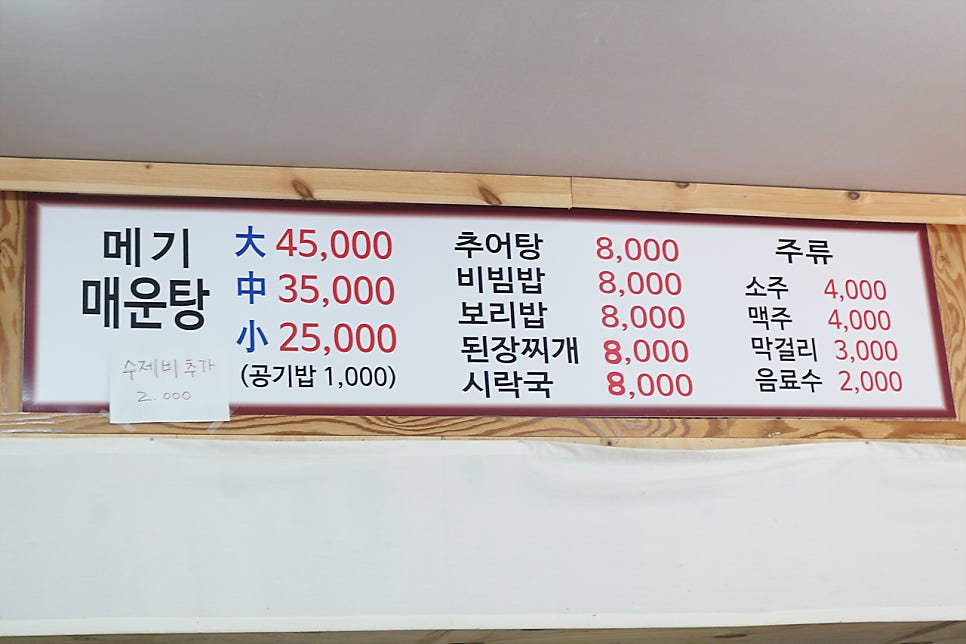 메기
매운탕
大 45,000
中 35,000
小 25,000
(공기밥 1,000)
수제비 추가
2.000
추어탕 8,000
비빔밥 8,000
보리밥 8,000
된장찌개 8,000
시락국 8,000
주류
소주 4,000
맥주 4,000
막걸리 3,000
음료수 2,000